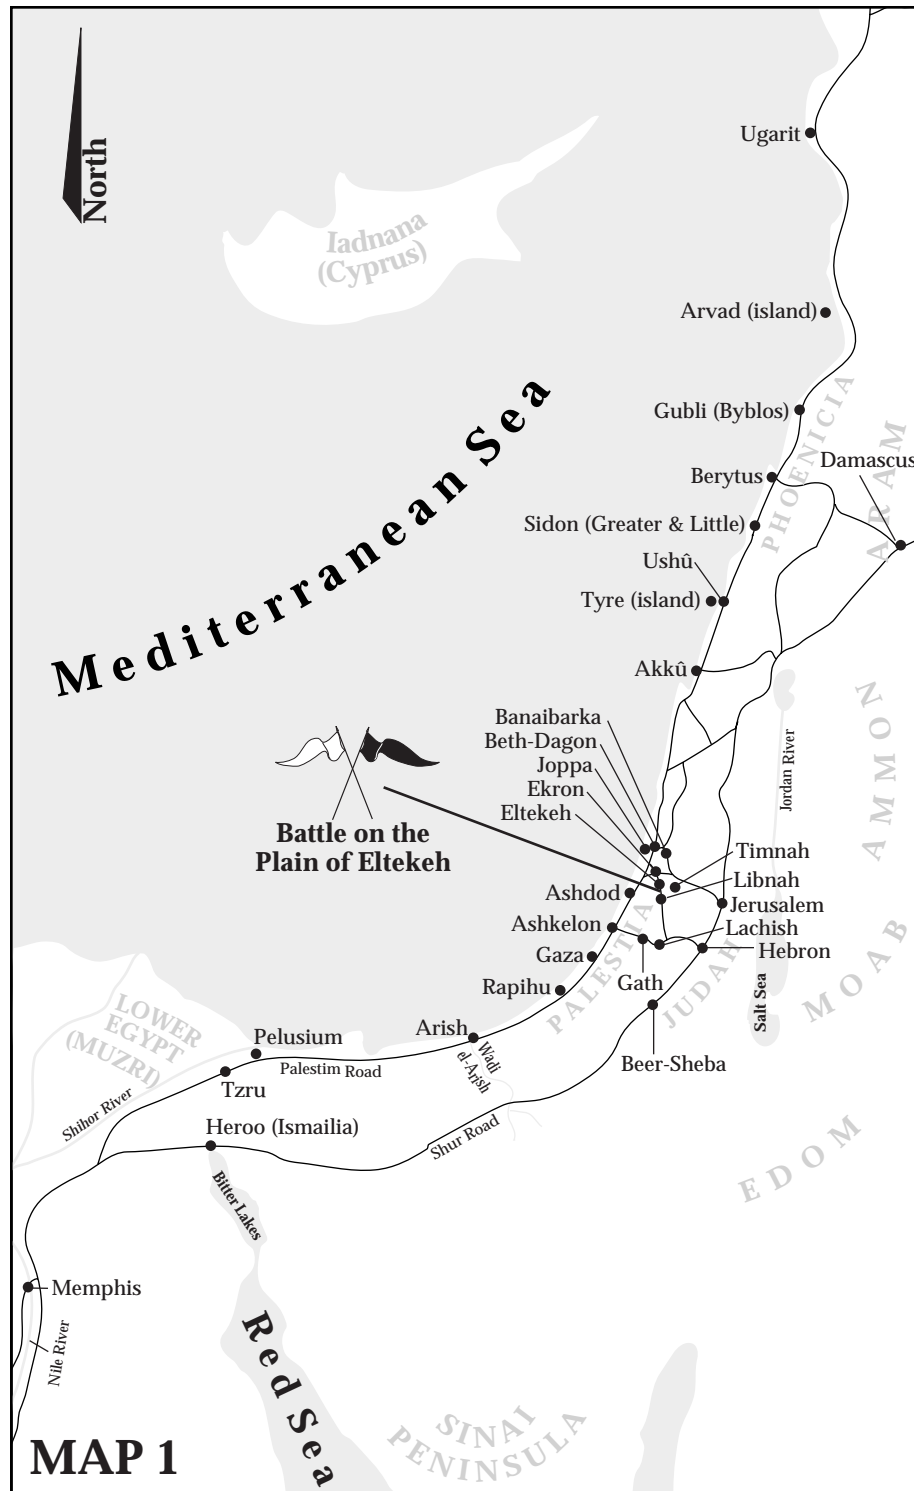 North
Ugarit
Iadnana
(Cyprus)
Arvad (island)
Mediterranean Sea
Gubli (Byblos)
PHOENICIA
ARAM
Damascus
Berytus
Sidon (Greater & Little)
Ushû
Tyre (island)
Akkû
AMMON
Jordan River
Banaibarka
Beth-Dagon
Joppa
Ekron
Eltekeh
Battle on the
Plain of Eltekeh
Timnah
Libnah
Ashdod
Jerusalem
Ashkelon
Lachish
Hebron
Gaza
Gath
Rapihu
PALESTIA
JUDAH
Salt Sea
MOAB
LOWER
EGYPT
(MUZRI)
Pelusium
Arish
Wadi
el-Arish
Palestim Road
Tzru
Beer-Sheba
Shihor River
Heroo (Ismailia)
Shur Road
EDOM
Bitter Lakes
Memphis
Nile River
Red Sea
SINAI
PENINSULA
MAP 1